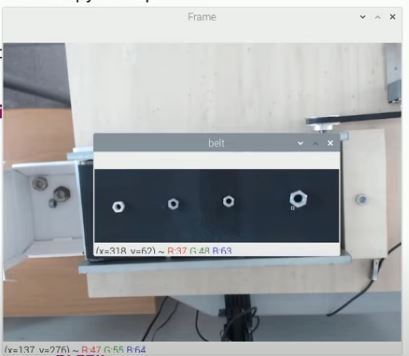 Frame
belt
(x=318, y=62) ~ R:37 G:48 B:63
(x=137, y=276) ~ R:47 G:55 B:64